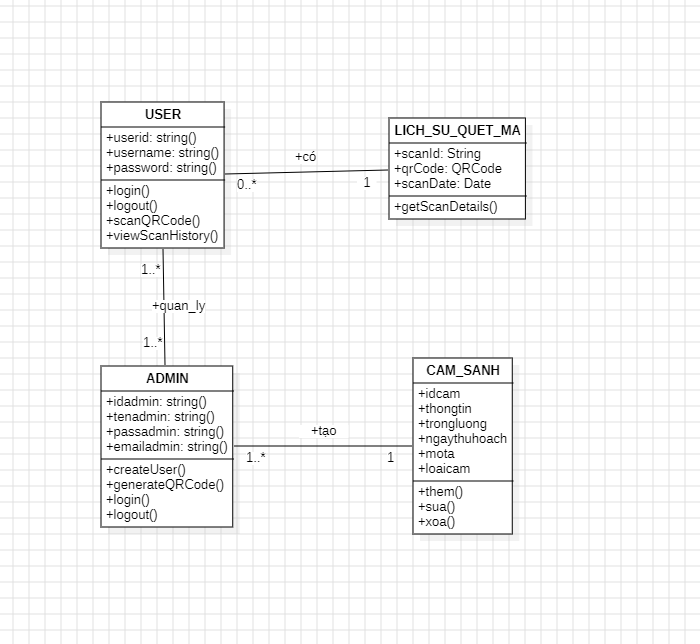 USER
+userid: string()
+username: string()
+password: string()
+login()
+logout()
+scanQRCode()
+viewScanHistory()
+có
0..*
1
LICH_SU_QUET_MA
+scanId: String
+qrCode: QRCode
+scanDate: Date
+getScanDetails()
1..*
+quan_ly
1..*
ADMIN
+idadmin: string()
+tenadmin: string()
+passadmin: string()
+emailadmin: string()
+createUser()
+generateQRCode()
+login()
+logout()
+tạo
1..*
1
CAM_SANH
+idcam
+thongtin
+trongluong
+ngaythuhoach
+mota
+loaicam
+them()
+sua()
+xoa()